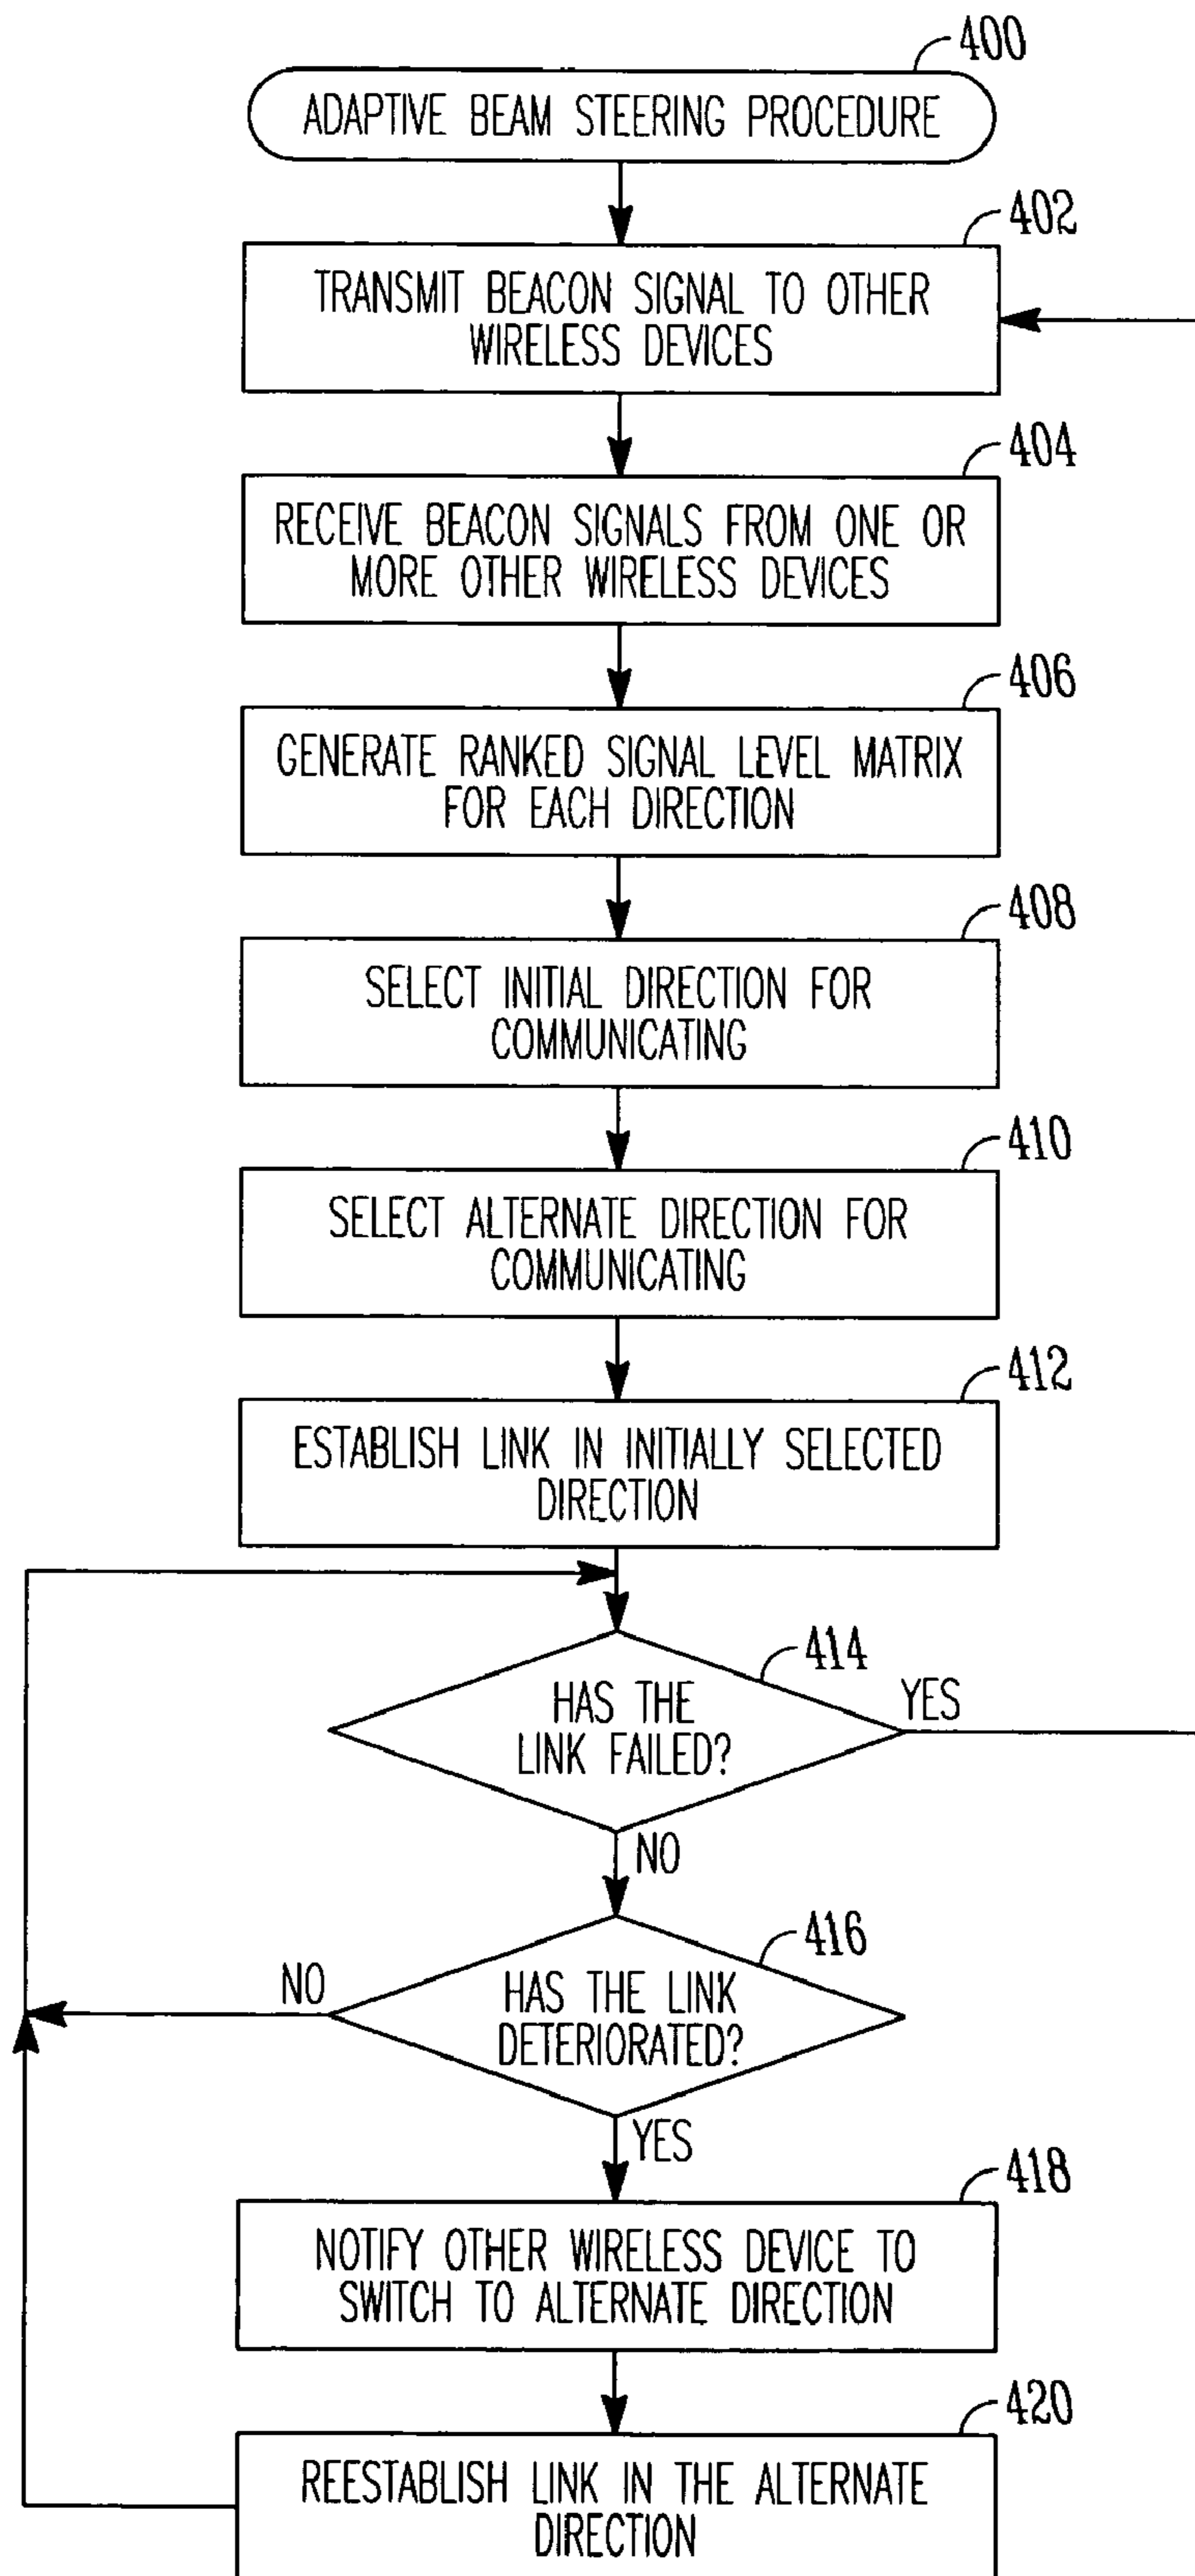 400
ADAPTIVE BEAM STEERING PROCEDURE
402
TRANSMIT BEACON SIGNAL TO OTHER
WIRELESS DEVICES
404
RECEIVE BEACON SIGNALS FROM ONE OR
MORE OTHER WIRELESS DEVICES
406
GENERATE RANKED SIGNAL LEVEL MATRIX
FOR EACH DIRECTION
408
SELECT INITIAL DIRECTION FOR
COMMUNICATING
410
SELECT ALTERNATE DIRECTION FOR
COMMUNICATING
412
ESTABLISH LINK IN INITIALLY SELECTED
DIRECTION
414
HAS THE
LINK FAILED?
YES
NO
416
HAS THE LINK
DETERIORATED?
NO
YES
418
NOTIFY OTHER WIRELESS DEVICE TO
SWITCH TO ALTERNATE DIRECTION
420
REESTABLISH LINK IN THE ALTERNATE
DIRECTION